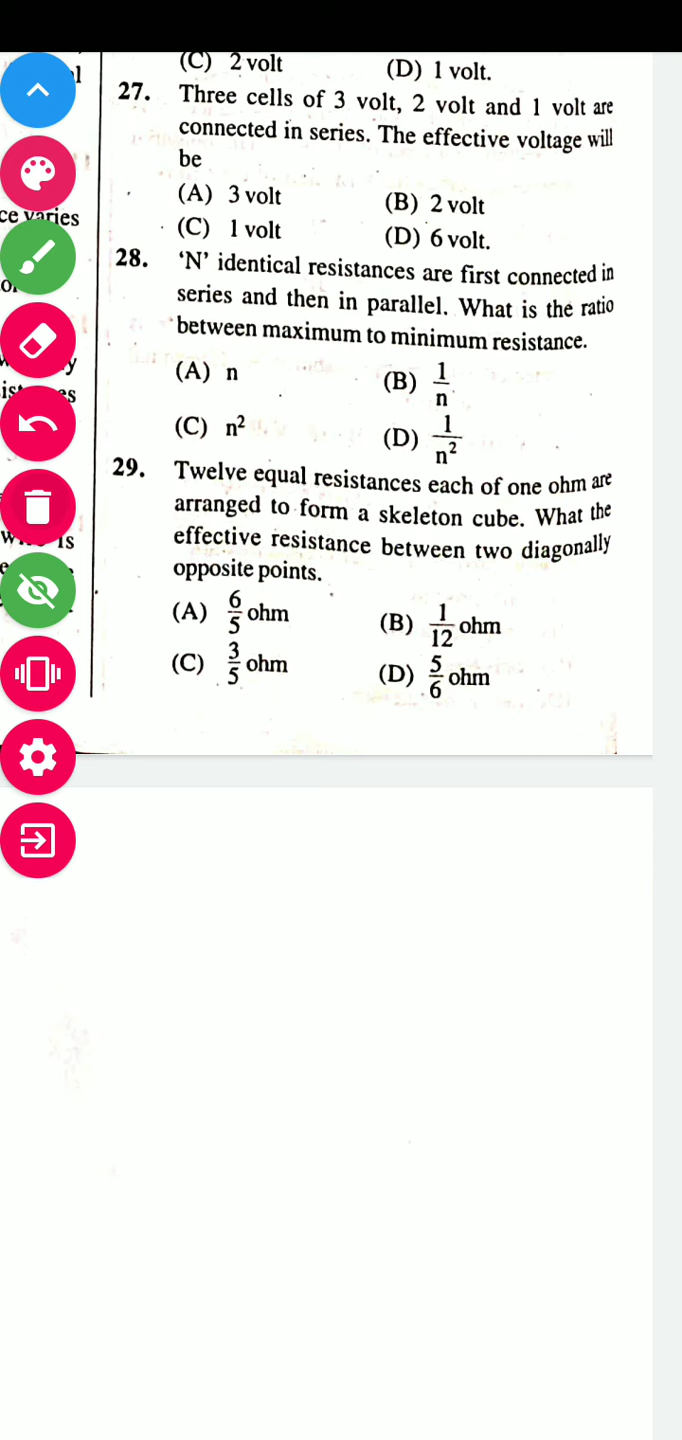 (C) 2 volt (D) 1 volt.
27. Three cells of 3 volt, 2 volt and 1 volt are
connected in series. The effective voltage will
be
(A) 3 volt (B) 2 volt
ce varies
(C) 1 volt (D) 6 volt.
28. ‘N’ identical resistances are first connected in
series and then in parallel. What is the ratio
between maximum to minimum resistance.
(A) n (B) 1/n
(C) n² (D) 1/n²
29. Twelve equal resistances each of one ohm are
arranged to form a skeleton cube. What the
effective resistance between two diagonally
opposite points.
(A) 6/5 ohm (B) 1/12 ohm
(C) 3/5 ohm (D) 5/6 ohm